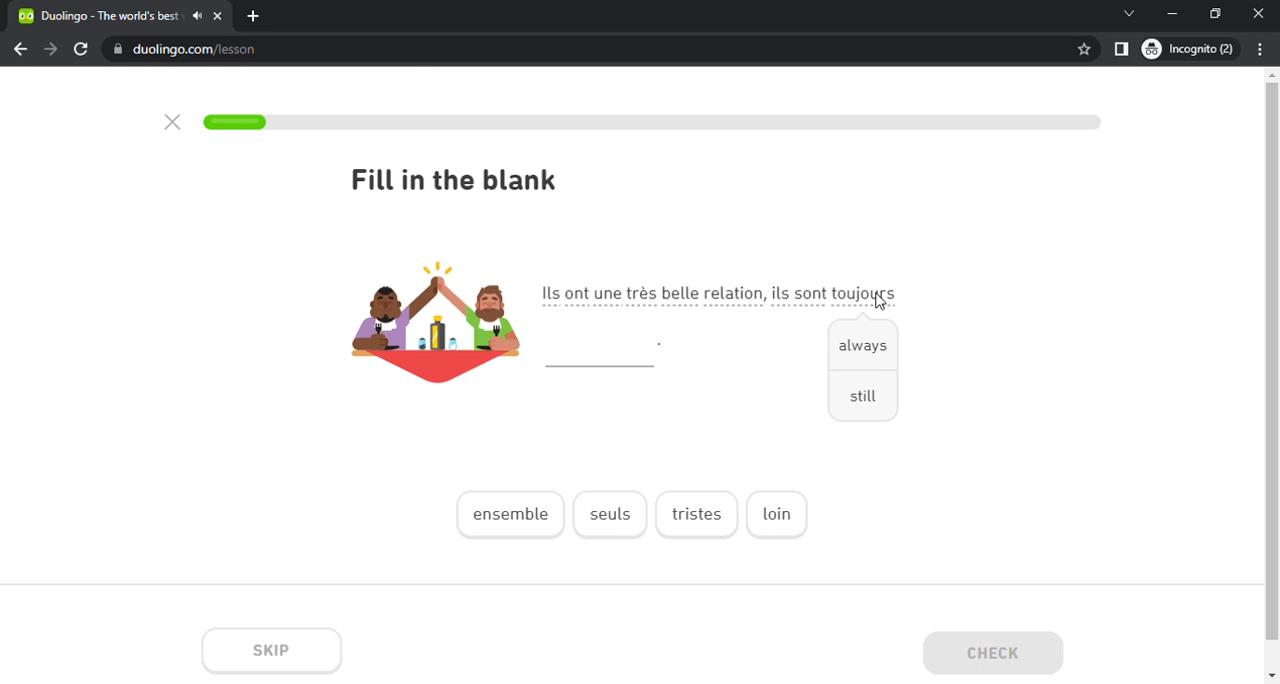 Duolingo - The world's best
duolingo.com/lesson
Incognito (2)
Fill in the blank
Ils ont une très belle relation, ils sont toujours
.
always
still
ensemble seuls tristes loin
SKIP CHECK